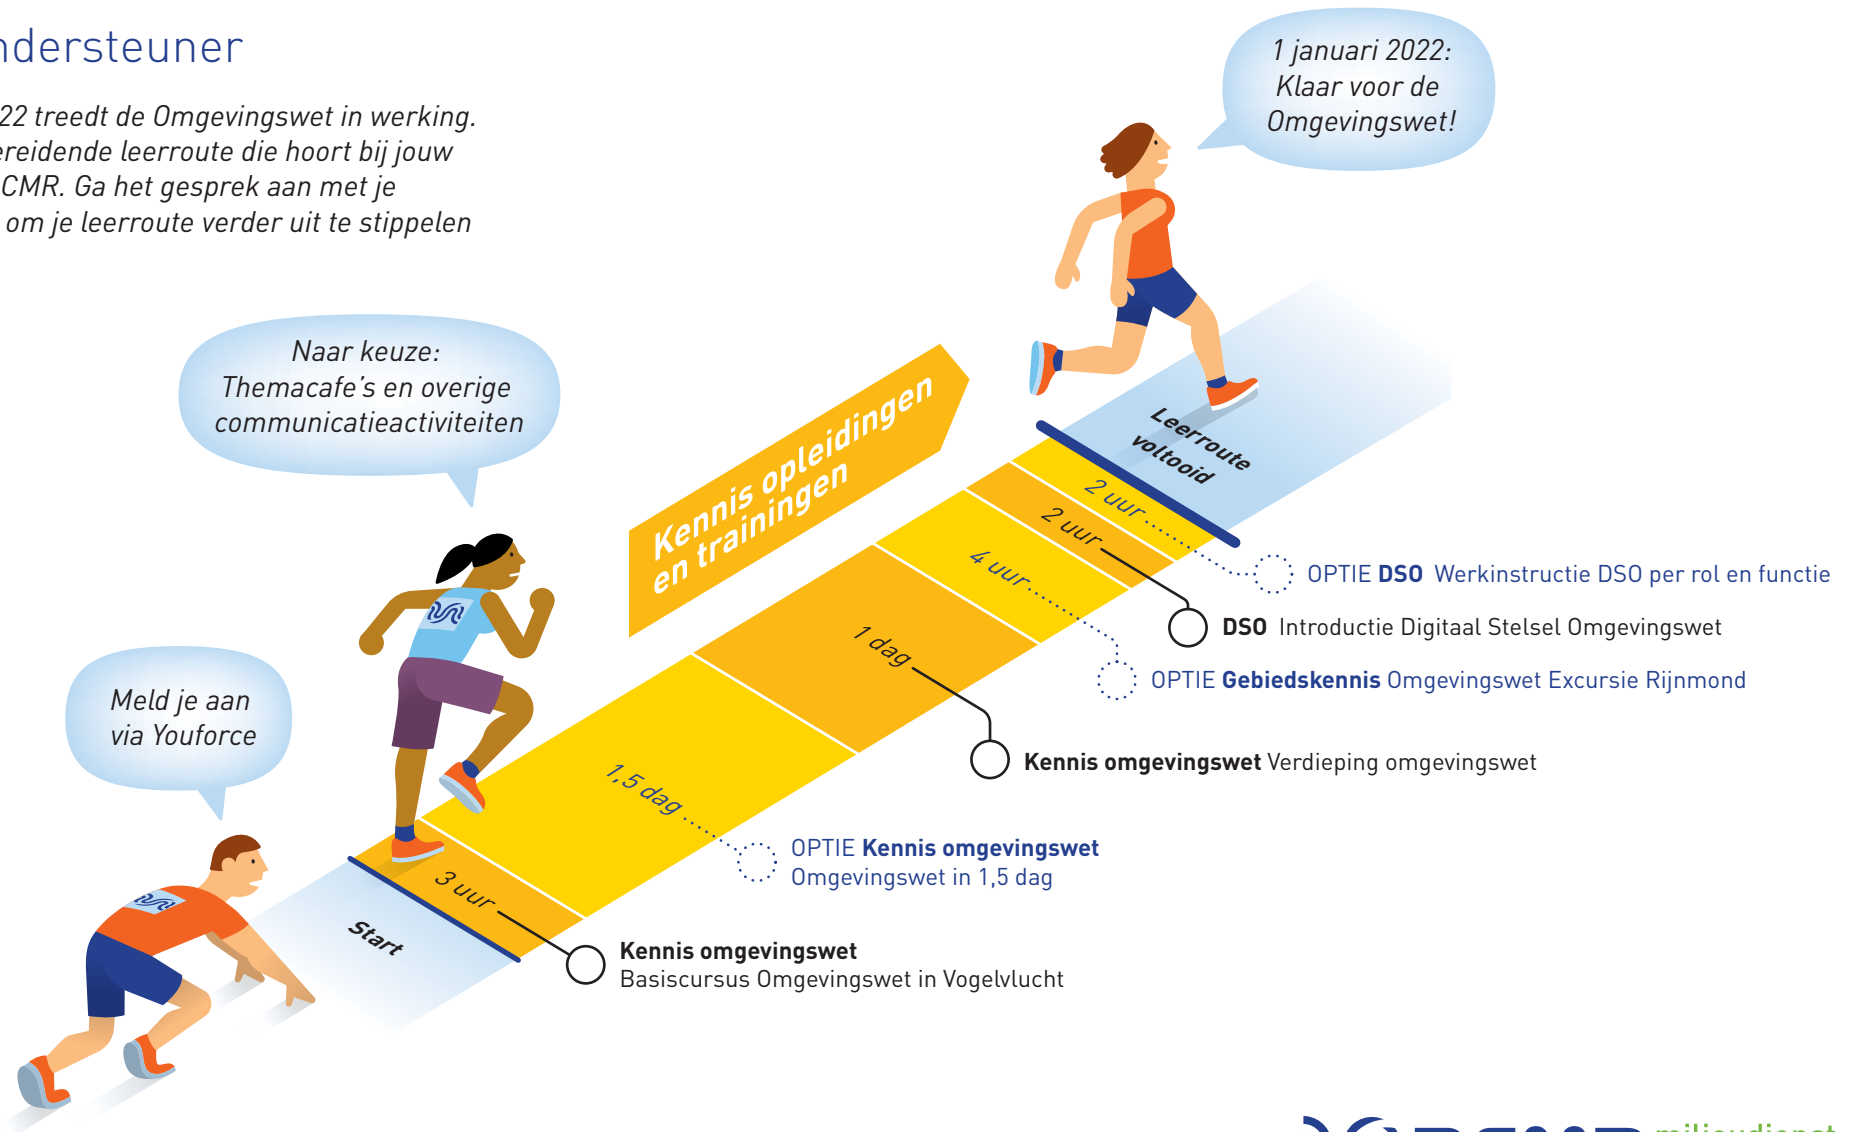 ndersteuner
22 treedt de Omgevingswet in werking.
ereidende leerroute die hoort bij jouw
CMR. Ga het gesprek aan met je
om je leerroute verder uit te stippelen
1 januari 2022:
Klaar voor de
Omgevingswet!
Naar keuze:
Themacafe's en overige
communicatieactiviteiten
Kennis opleidingen
en trainingen
Meld je aan
via Youforce
Leerroute
voltooid
2 uur
OPTIE DSO Werkinstructie DSO per rol en functie
2 uur
DSO Introductie Digitaal Stelsel Omgevingswet
4 uur
OPTIE Gebiedskennis Omgevingswet Excursie Rijnmond
1 dag
Kennis omgevingswet Verdieping omgevingswet
1,5 dag
OPTIE Kennis omgevingswet
Omgevingswet in 1,5 dag
3 uur
Kennis omgevingswet
Basiscursus Omgevingswet in Vogelvlucht
Start
milieudienst